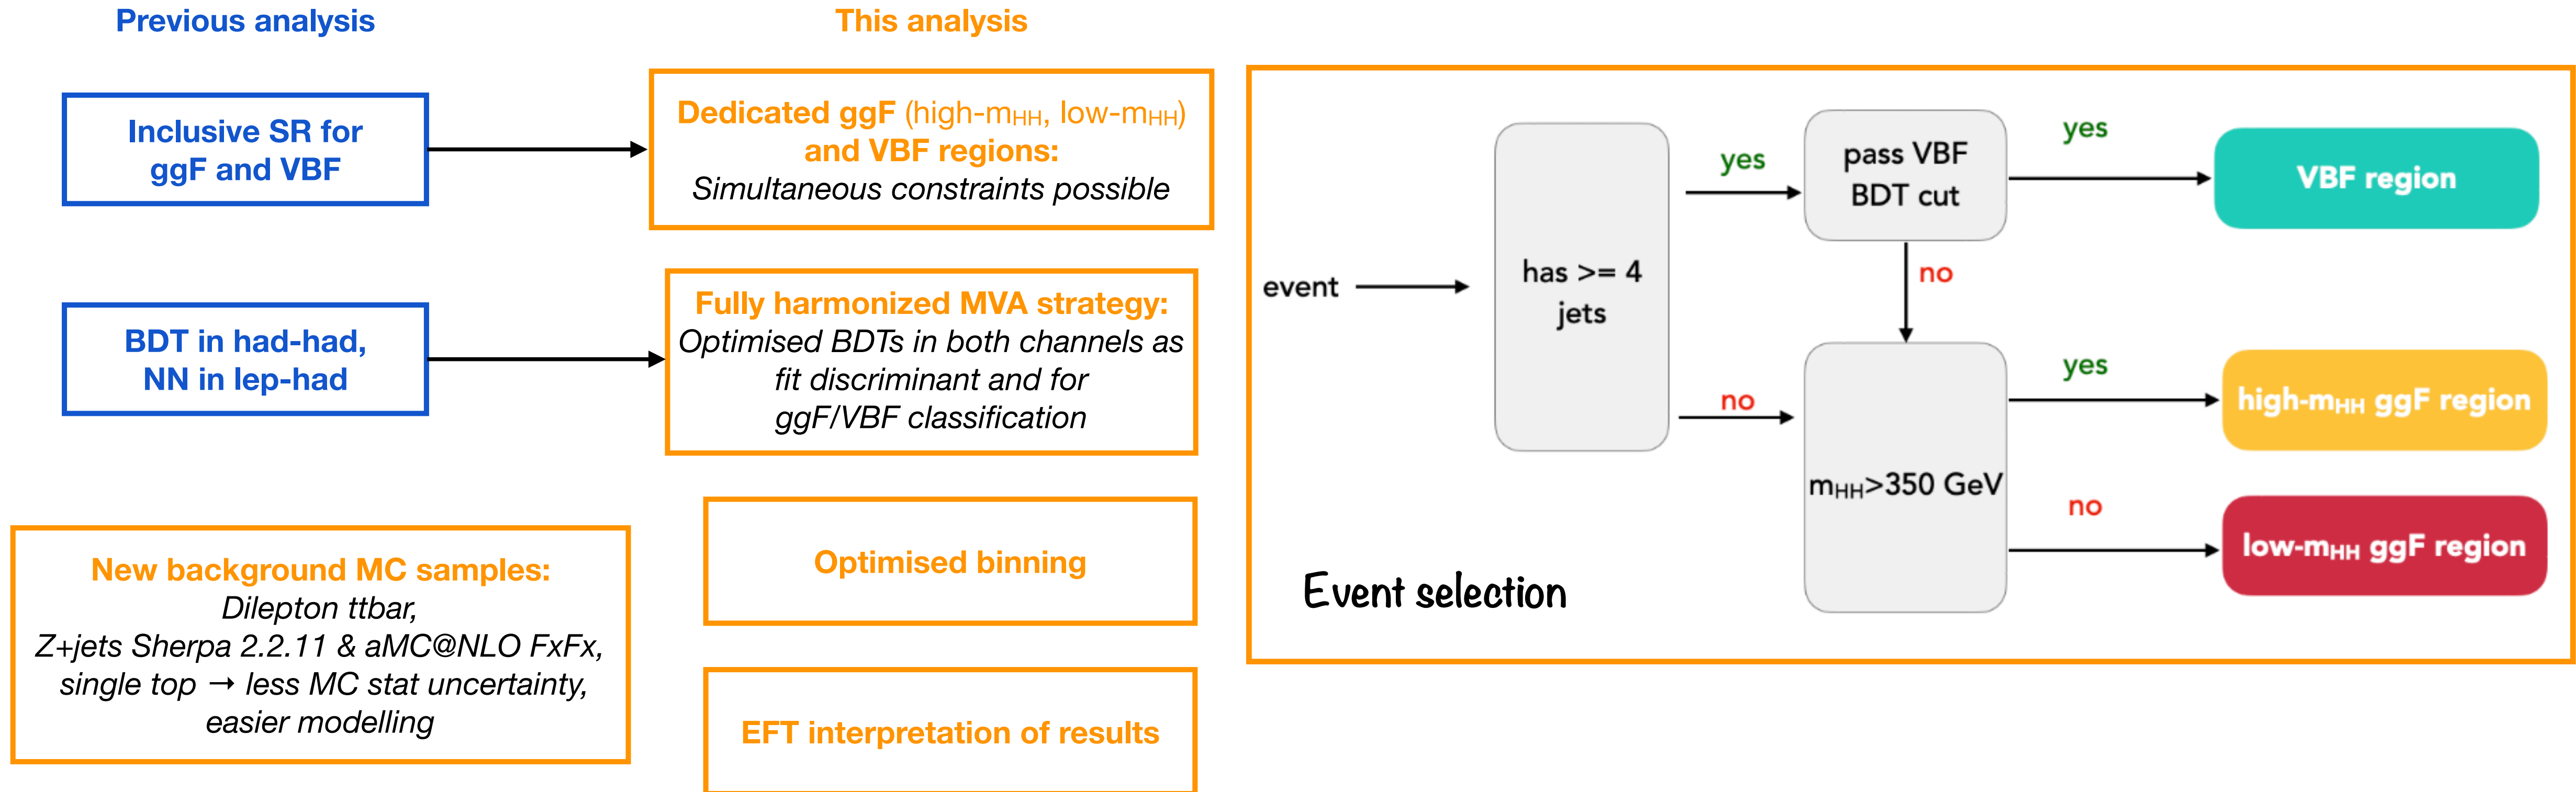 Previous analysis
This analysis
Inclusive SR for
ggF and VBF
Dedicated ggF (high-mHH, low-mHH)
and VBF regions:
Simultaneous constraints possible
BDT in had-had,
NN in lep-had
Fully harmonized MVA strategy:
Optimised BDTs in both channels as
fit discriminant and for
ggF/VBF classification
New background MC samples:
Dilepton ttbar,
Z+jets Sherpa 2.2.11 & aMC@NLO FxFx,
single top → less MC stat uncertainty,
easier modelling
Optimised binning
EFT interpretation of results
event
has >= 4
jets
yes
no
pass VBF
BDT cut
yes
no
VBF region
mHH>350 GeV
yes
no
high-mHH ggF region
low-mHH ggF region
Event selection